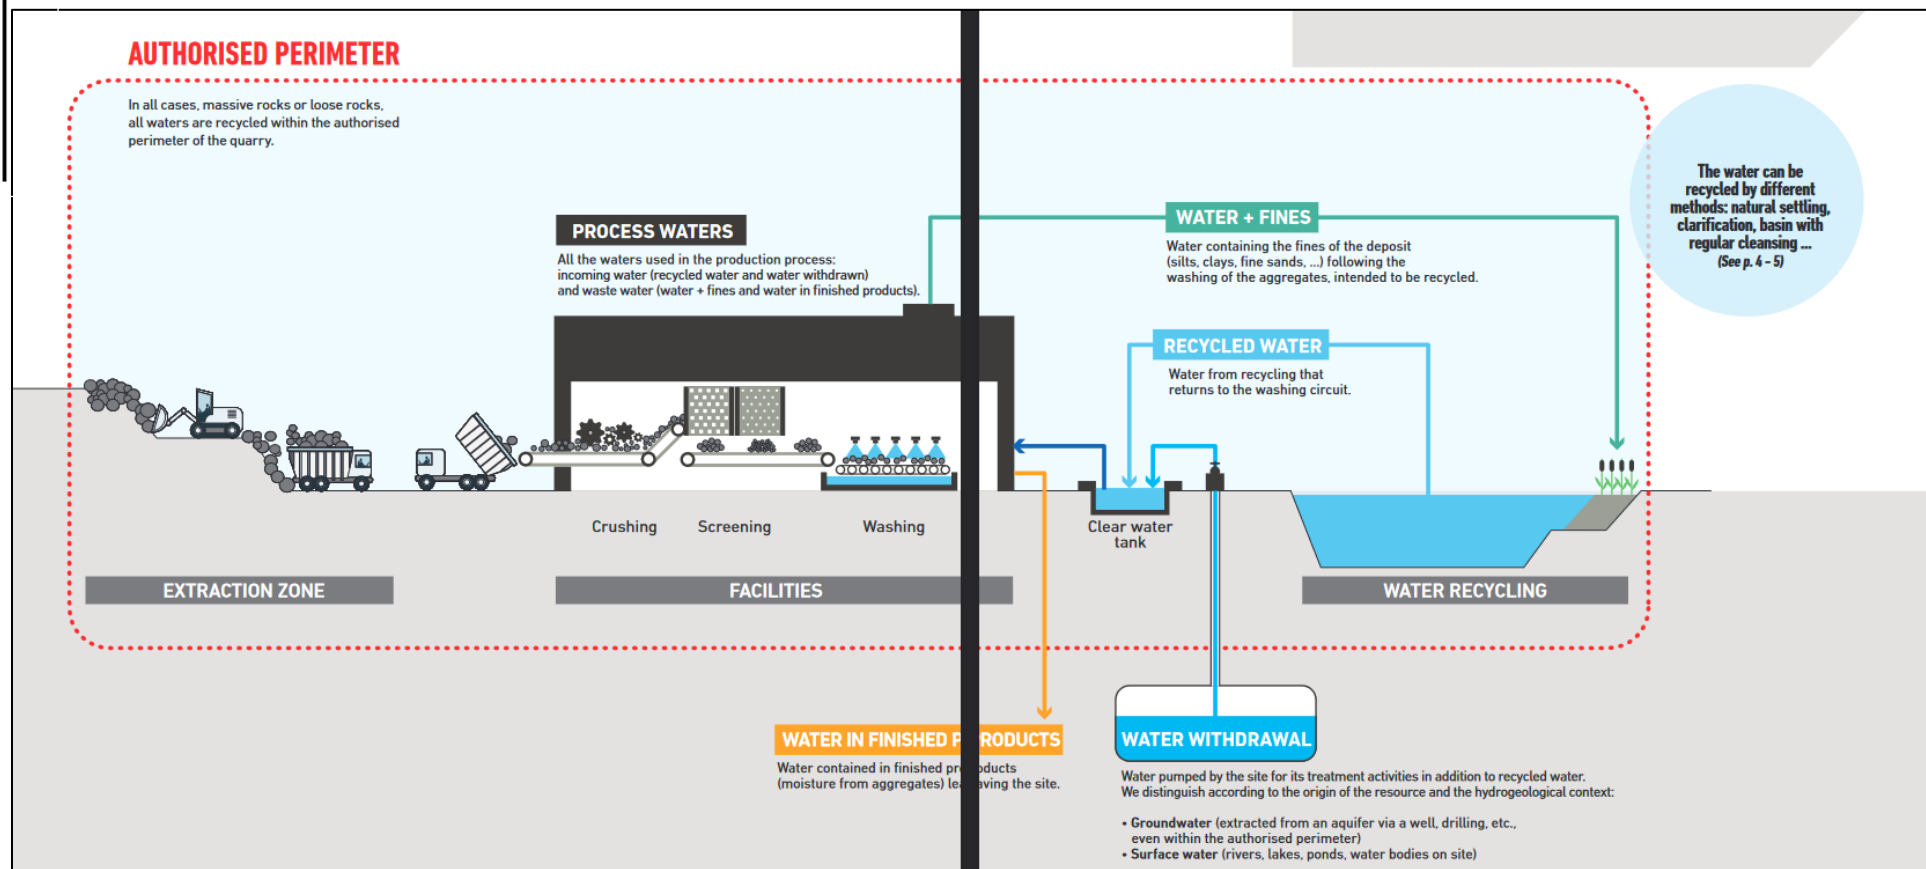 AUTHORISED PERIMETER
In all cases, massive rocks or loose rocks,
all waters are recycled within the authorised
perimeter of the quarry.
PROCESS WATERS
All the waters used in the production process:
incoming water (recycled water and water withdrawn)
and waste water (water + fines and water in finished products).
WATER + FINES
Water containing the fines of the deposit
(silts, clays, fine sands, ...) following the
washing of the aggregates, intended to be recycled.
The water can be
recycled by different
methods: natural settling,
clarification, basin with
regular cleansing ...
(See p. 4 – 5)
RECYCLED WATER
Water from recycling that
returns to the washing circuit.
Crushing
Screening
Washing
Clear water
tank
EXTRACTION ZONE
FACILITIES
WATER RECYCLING
WATER IN FINISHED P RODUCTS
Water contained in finished pro oducts
(moisture from aggregates) lea aving the site.
WATER WITHDRAWAL
Water pumped by the site for its treatment activities in addition to recycled water.
We distinguish according to the origin of the resource and the hydrogeological context:
• Groundwater (extracted from an aquifer via a well, drilling, etc.,
even within the authorised perimeter)
• Surface water (rivers, lakes, ponds, water bodies on site)